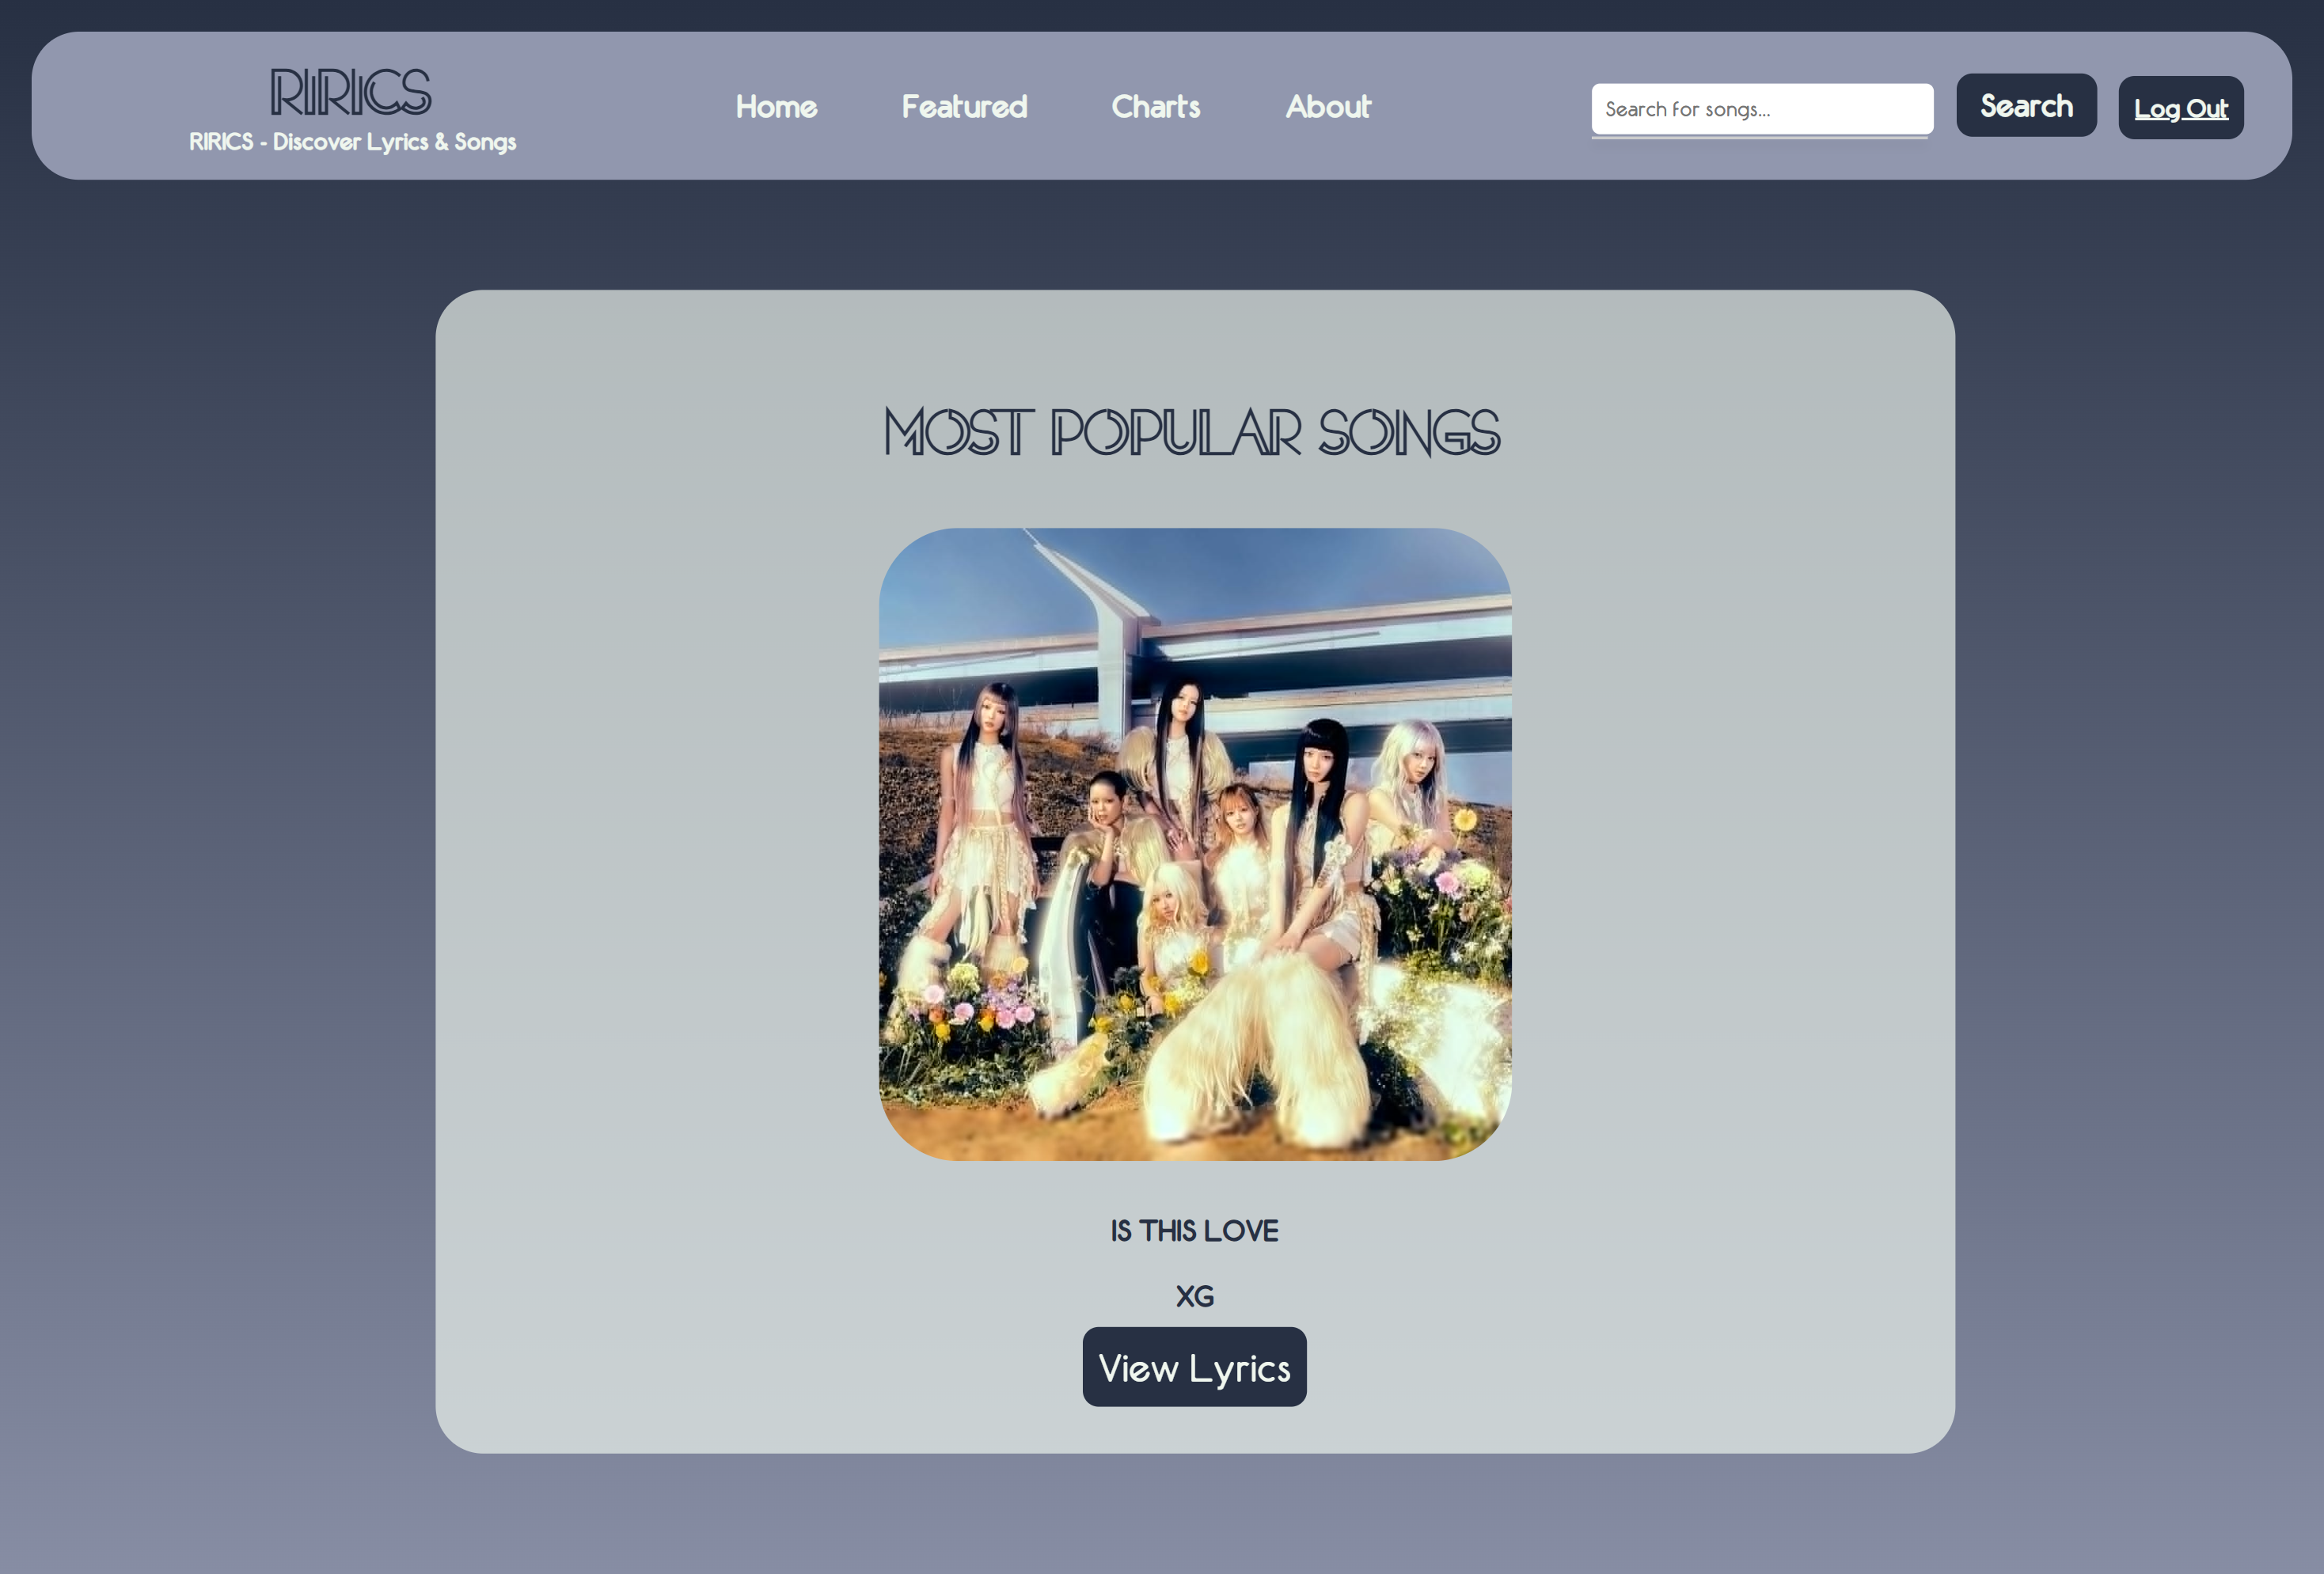 RIRICS
RIRICS - Discover Lyrics & Songs
Home
Featured
Charts
About
Search for songs...
Search
Log Out
MOST POPULAR SONGS
IS THIS LOVE
XG
View Lyrics